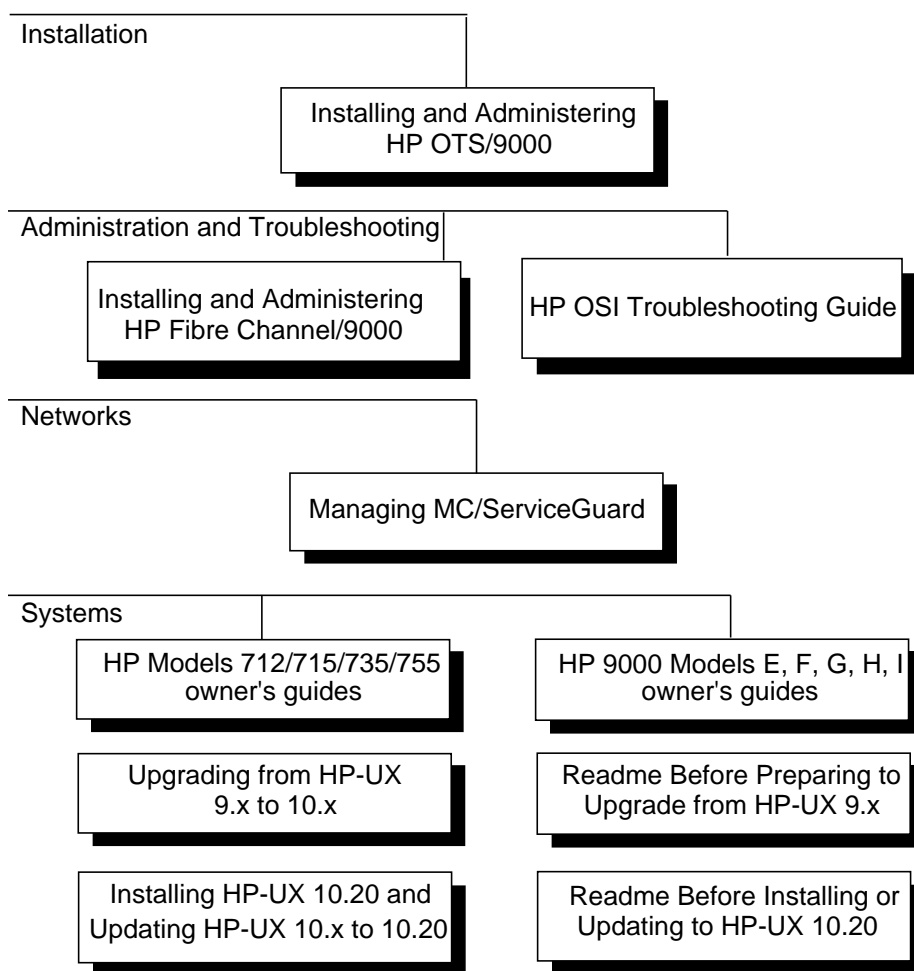 Installation
Installing and Administering
HP OTS/9000
Administration and Troubleshooting
Installing and Administering
HP Fibre Channel/9000
HP OSI Troubleshooting Guide
Networks
Managing MC/ServiceGuard
Systems
HP Models 712/715/735/755
owner's guides
HP 9000 Models E, F, G, H, I
owner's guides
Upgrading from HP-UX
9.x to 10.x
Readme Before Preparing to
Upgrade from HP-UX 9.x
Installing HP-UX 10.20 and
Updating HP-UX 10.x to 10.20
Readme Before Installing or
Updating to HP-UX 10.20